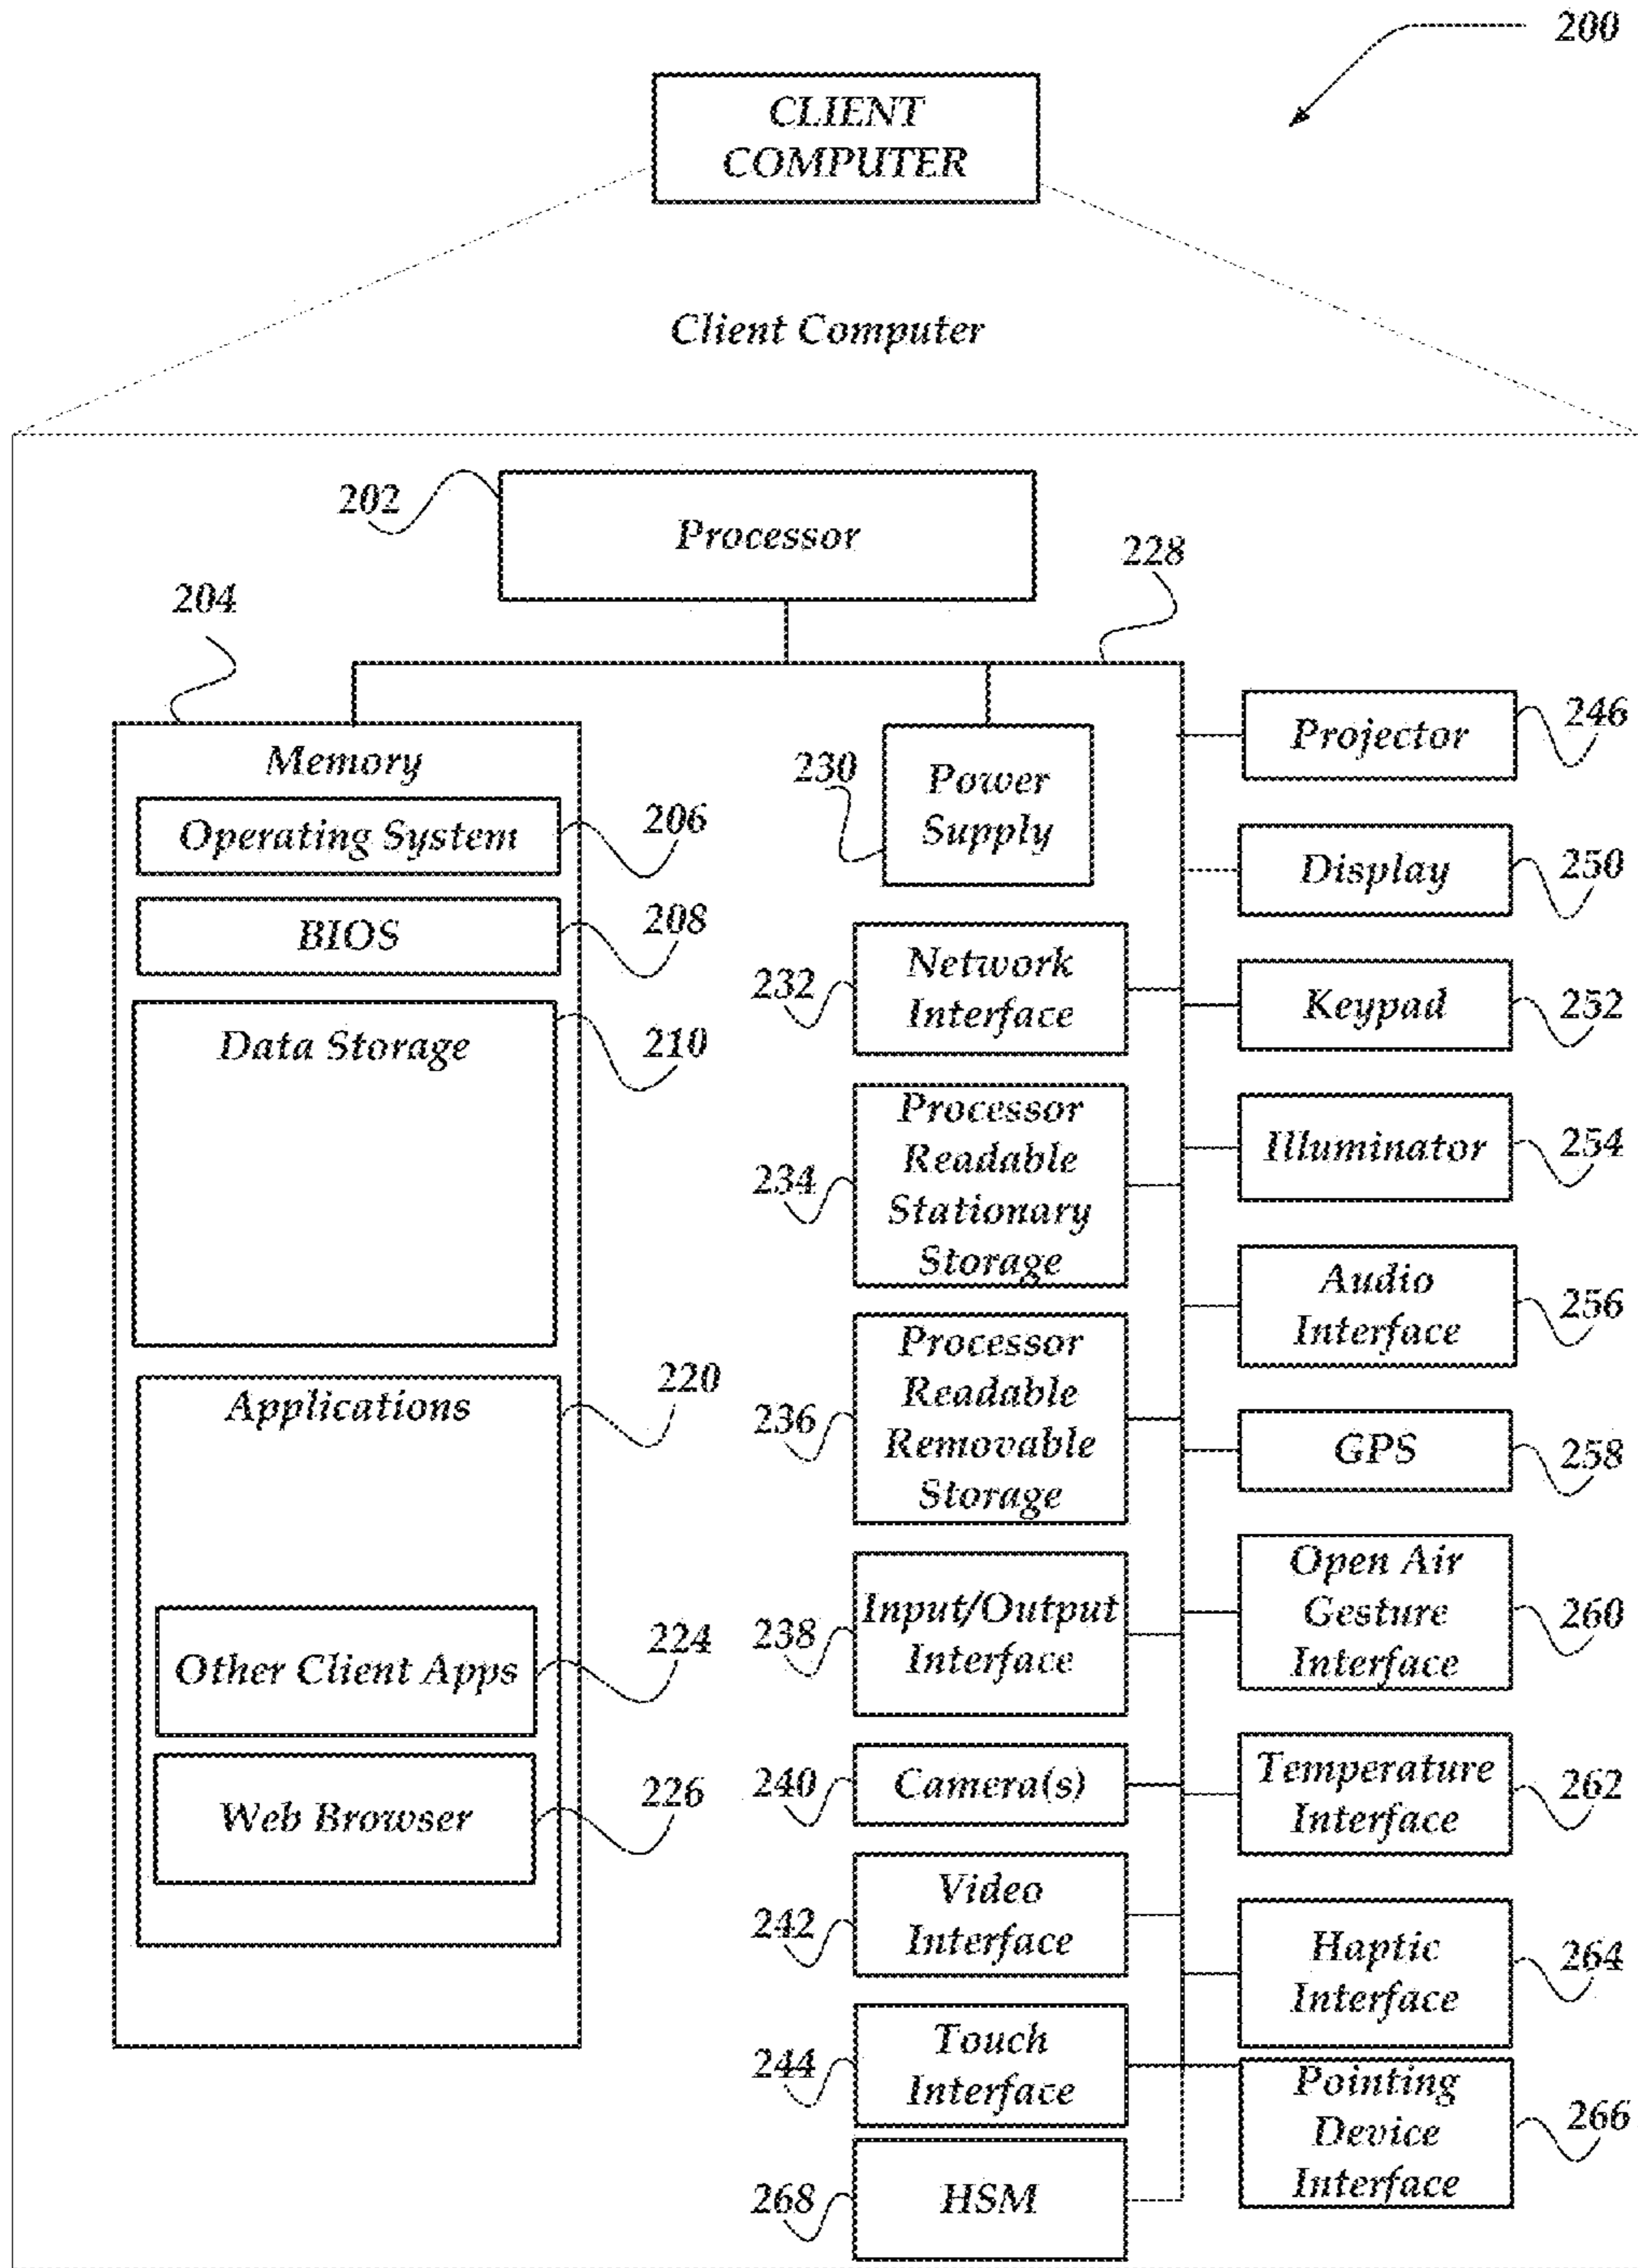 200
CLIENT
COMPUTER
Client Computer
202
Processor
228
204
Memory
Operating System
206
BIOS
208
Data Storage
210
Applications
220
Other Client Apps
224
Web Browser
226
230
Power
Supply
232
Network
Interface
234
Processor
Readable
Stationary
Storage
236
Processor
Readable
Removable
Storage
238
Input/Output
Interface
240
Camera(s)
242
Video
Interface
244
Touch
Interface
268
HSM
Projector
246
Display
250
Keypad
252
Illuminator
254
Audio
Interface
256
GPS
258
Open Air
Gesture
Interface
260
Temperature
Interface
262
Haptic
Interface
264
Pointing
Device
Interface
266